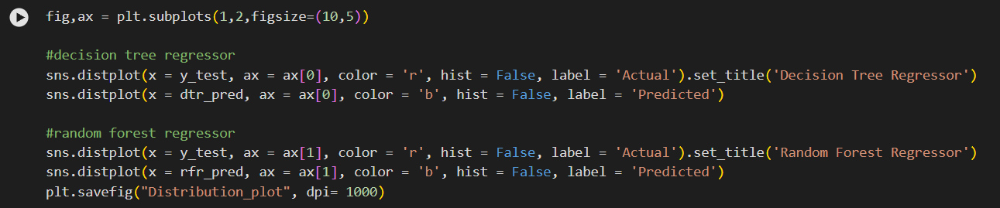 fig,ax = plt.subplots(1,2,figsize=(10,5))
#decision tree regressor
sns.distplot(x = y_test, ax = ax[0], color = 'r', hist = False, label = 'Actual').set_title('Decision Tree Regressor')
sns.distplot(x = dtr_pred, ax = ax[0], color = 'b', hist = False, label = 'Predicted')
#random forest regressor
sns.distplot(x = y_test, ax = ax[1], color = 'r', hist = False, label = 'Actual').set_title('Random Forest Regressor')
sns.distplot(x = rfr_pred, ax = ax[1], color = 'b', hist = False, label = 'Predicted')
plt.savefig("Distribution_plot", dpi= 1000)